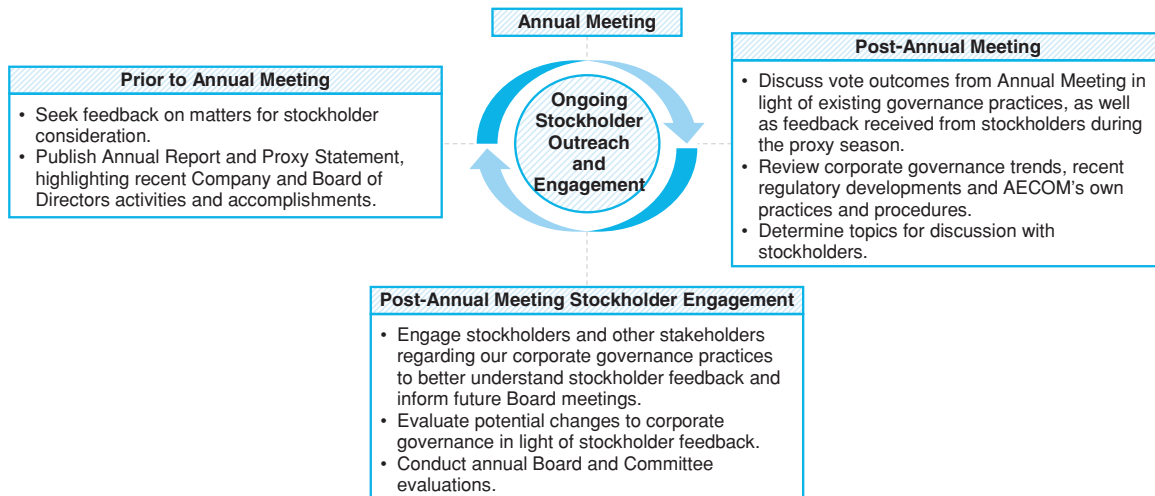 Annual Meeting
Prior to Annual Meeting
• Seek feedback on matters for stockholder
consideration.
• Publish Annual Report and Proxy Statement,
highlighting recent Company and Board of
Directors activities and accomplishments.
Ongoing
Stockholder
Outreach
and
Engagement
Post-Annual Meeting
• Discuss vote outcomes from Annual Meeting in
light of existing governance practices, as well
as feedback received from stockholders during
the proxy season.
• Review corporate governance trends, recent
regulatory developments and AECOM’s own
practices and procedures.
• Determine topics for discussion with
stockholders.
Post-Annual Meeting Stockholder Engagement
• Engage stockholders and other stakeholders
regarding our corporate governance practices
to better understand stockholder feedback and
inform future Board meetings.
• Evaluate potential changes to corporate
governance in light of stockholder feedback.
• Conduct annual Board and Committee
evaluations.